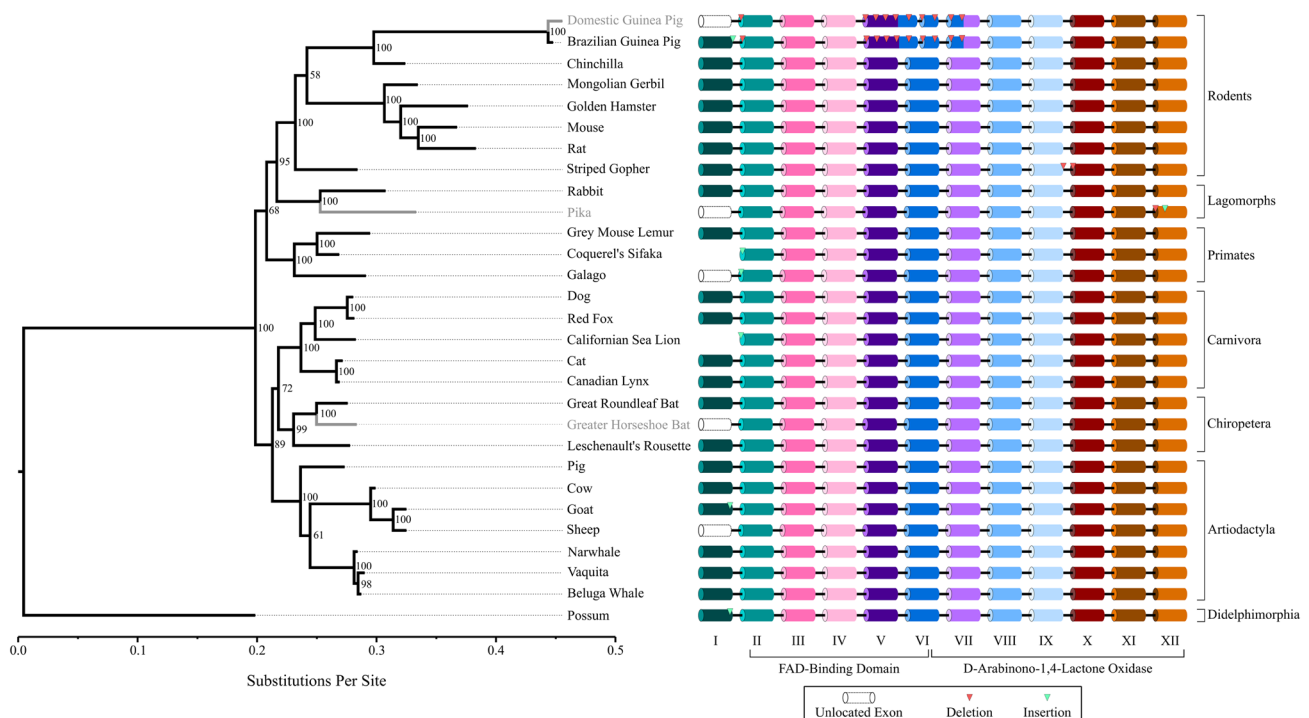 Domestic Guinea Pig
100
Brazilian Guinea Pig
100
Chinchilla
58
Mongolian Gerbil
Rodents
100
Golden Hamster
100
100
Mouse
100
Rat
95
Striped Gopher
Rabbit
100
Lagomorphs
68
Pika
Grey Mouse Lemur
100
Coquerel's Sifaka
Primates
100
Galago
Dog
100
100
Red Fox
100
Californian Sea Lion
Carnivora
100
Cat
100
Canadian Lynx
72
Great Roundleaf Bat
100
Greater Horseshoe Bat
Chiropetera
99
89
Leschenault's Rousette
Pig
Cow
100
100
Goat
100
Sheep
Artiodactyla
61
Narwhale
100
Vaquita
98
Beluga Whale
Possum
Didelphimorphia
0.0 0.1 0.2 0.3 0.4 0.5
Substitutions Per Site
I II III IV V VI VII VIII IX X XI XII
FAD-Binding Domain
D-Arabinono-1,4-Lactone Oxidase
Unlocated Exon
Deletion
Insertion